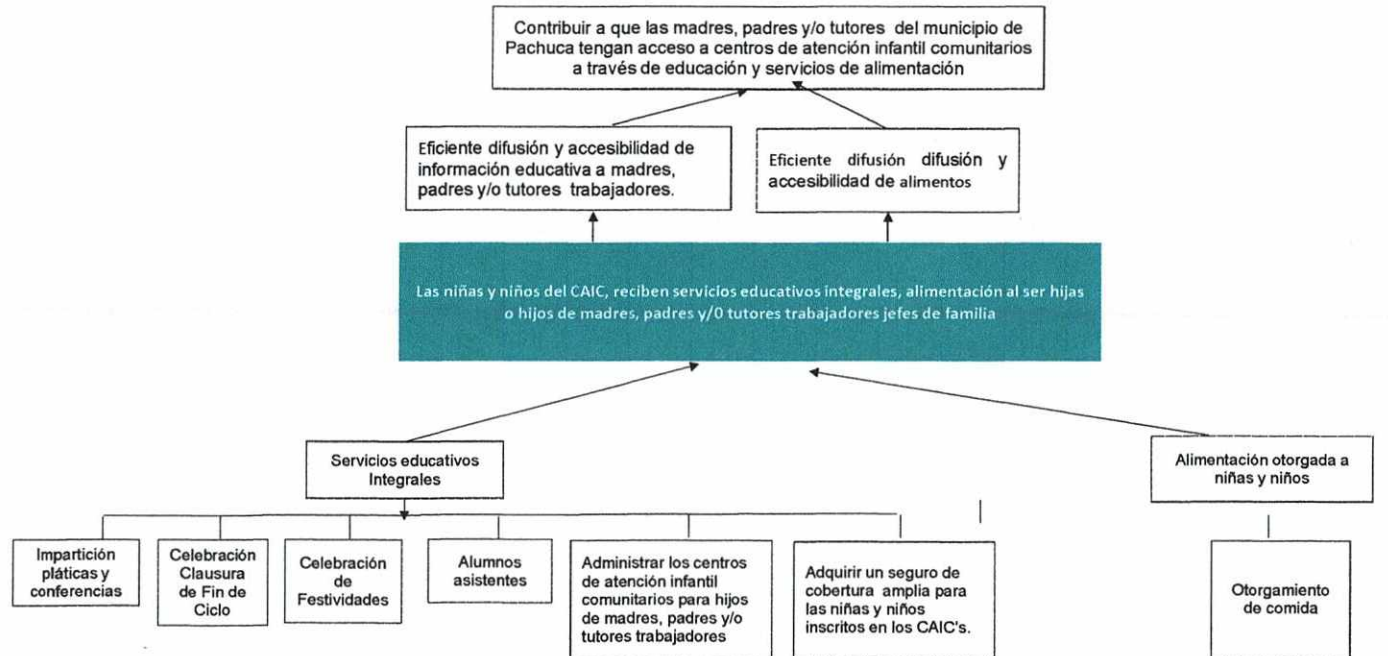 Contribuir a que las madres, padres y/o tutores del municipio de
Pachuca tengan acceso a centros de atención infantil comunitarios
a través de educación y servicios de alimentación
Eficiente difusión y accesibilidad de
información educativa a madres,
padres y/o tutores trabajadores.
Eficiente difusión difusión y
accesibilidad de alimentos
Las niñas y niños del CAIC, reciben servicios educativos integrales, alimentación al ser hijas
o hijos de madres, padres y/0 tutores trabajadores jefes de familia
Servicios educativos
Integrales
Alimentación otorgada a
niñas y niños
Impartición
pláticas y
conferencias
Celebración
Clausura
de Fin de
Ciclo
Celebración
de
Festividades
Alumnos
asistentes
Administrar los centros
de atención infantil
comunitarios para hijos
de madres, padres y/o
tutores trabajadores
Adquirir un seguro de
cobertura amplia para
las niñas y niños
inscritos en los CAIC's.
Otorgamiento
de comida